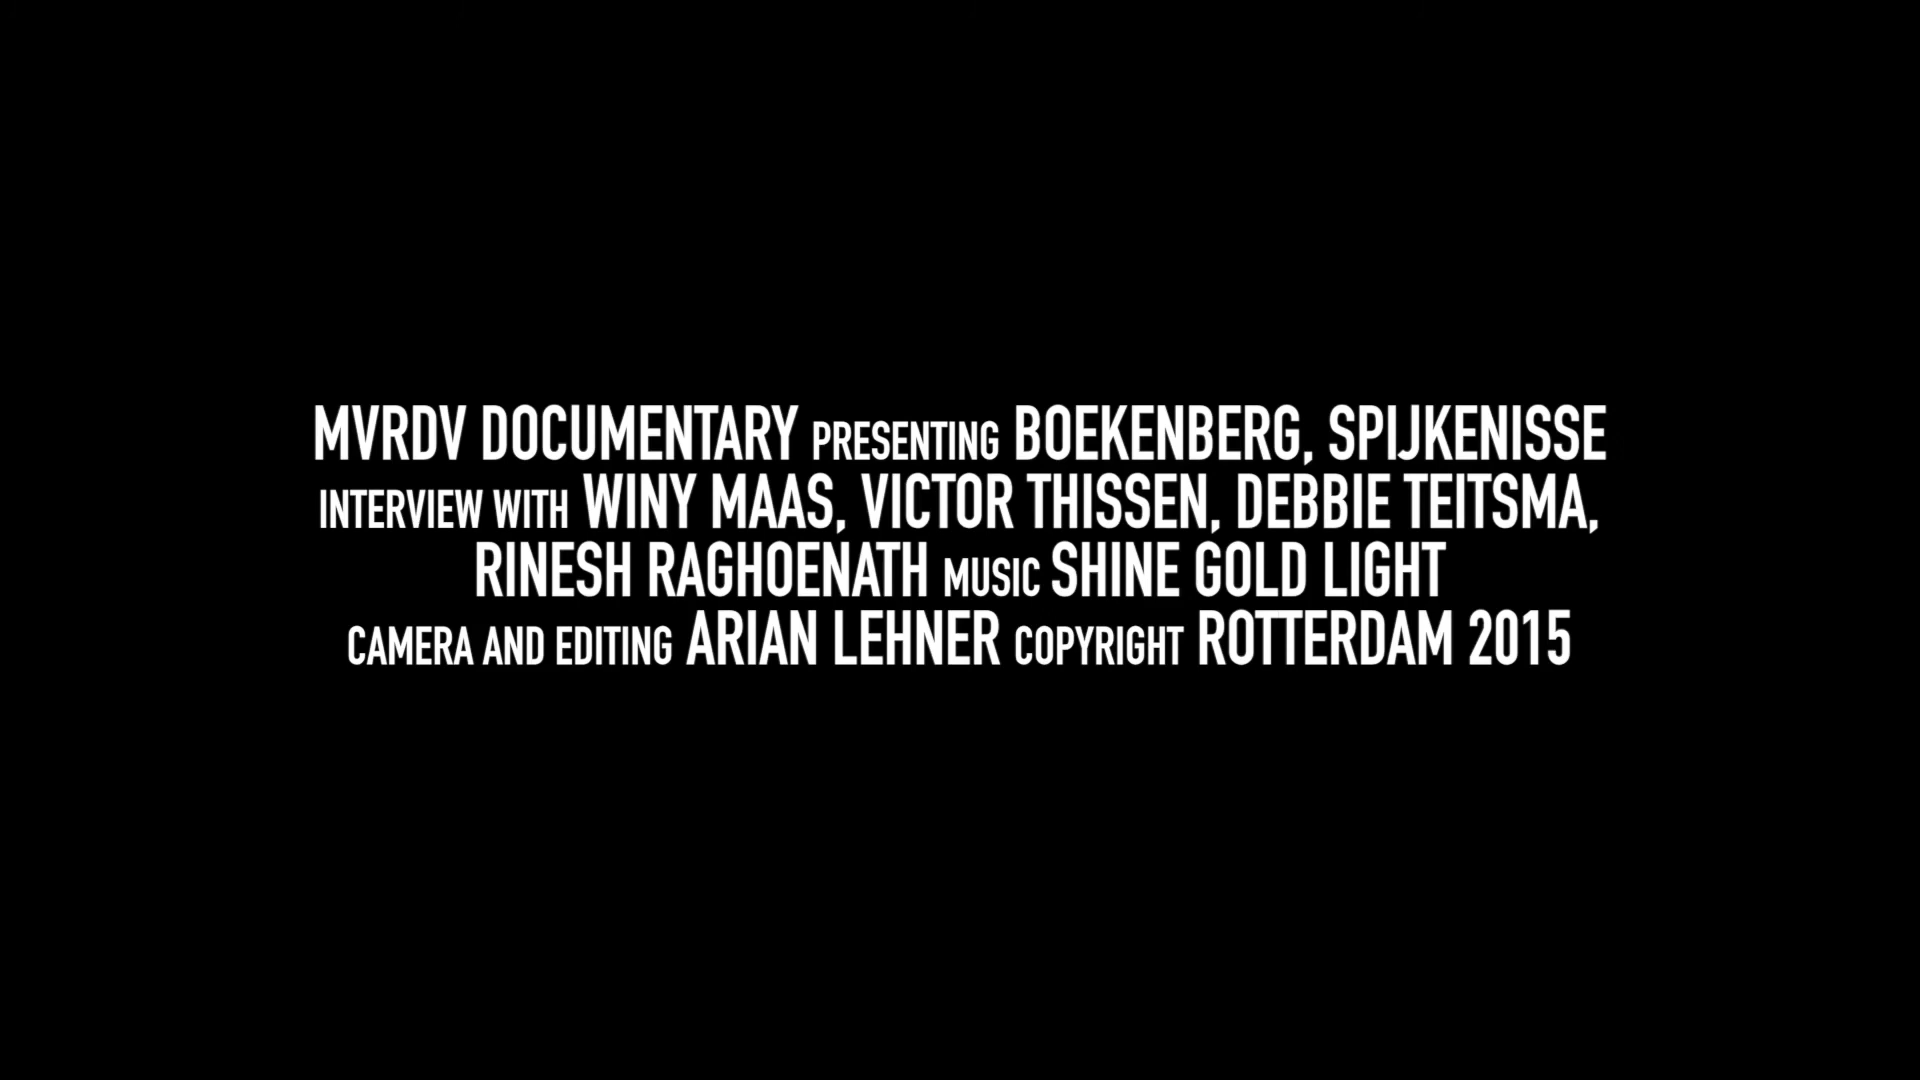 MVRDV DOCUMENTARY PRESENTING BOEKENBERG, SPIJKENISSE
INTERVIEW WITH WINY MAAS, VICTOR THISSEN, DEBBIE TEITSMA,
RINESH RAGHOENATH MUSIC SHINE GOLD LIGHT
CAMERA AND EDITING ARIAN LEHNER COPYRIGHT ROTTERDAM 2015